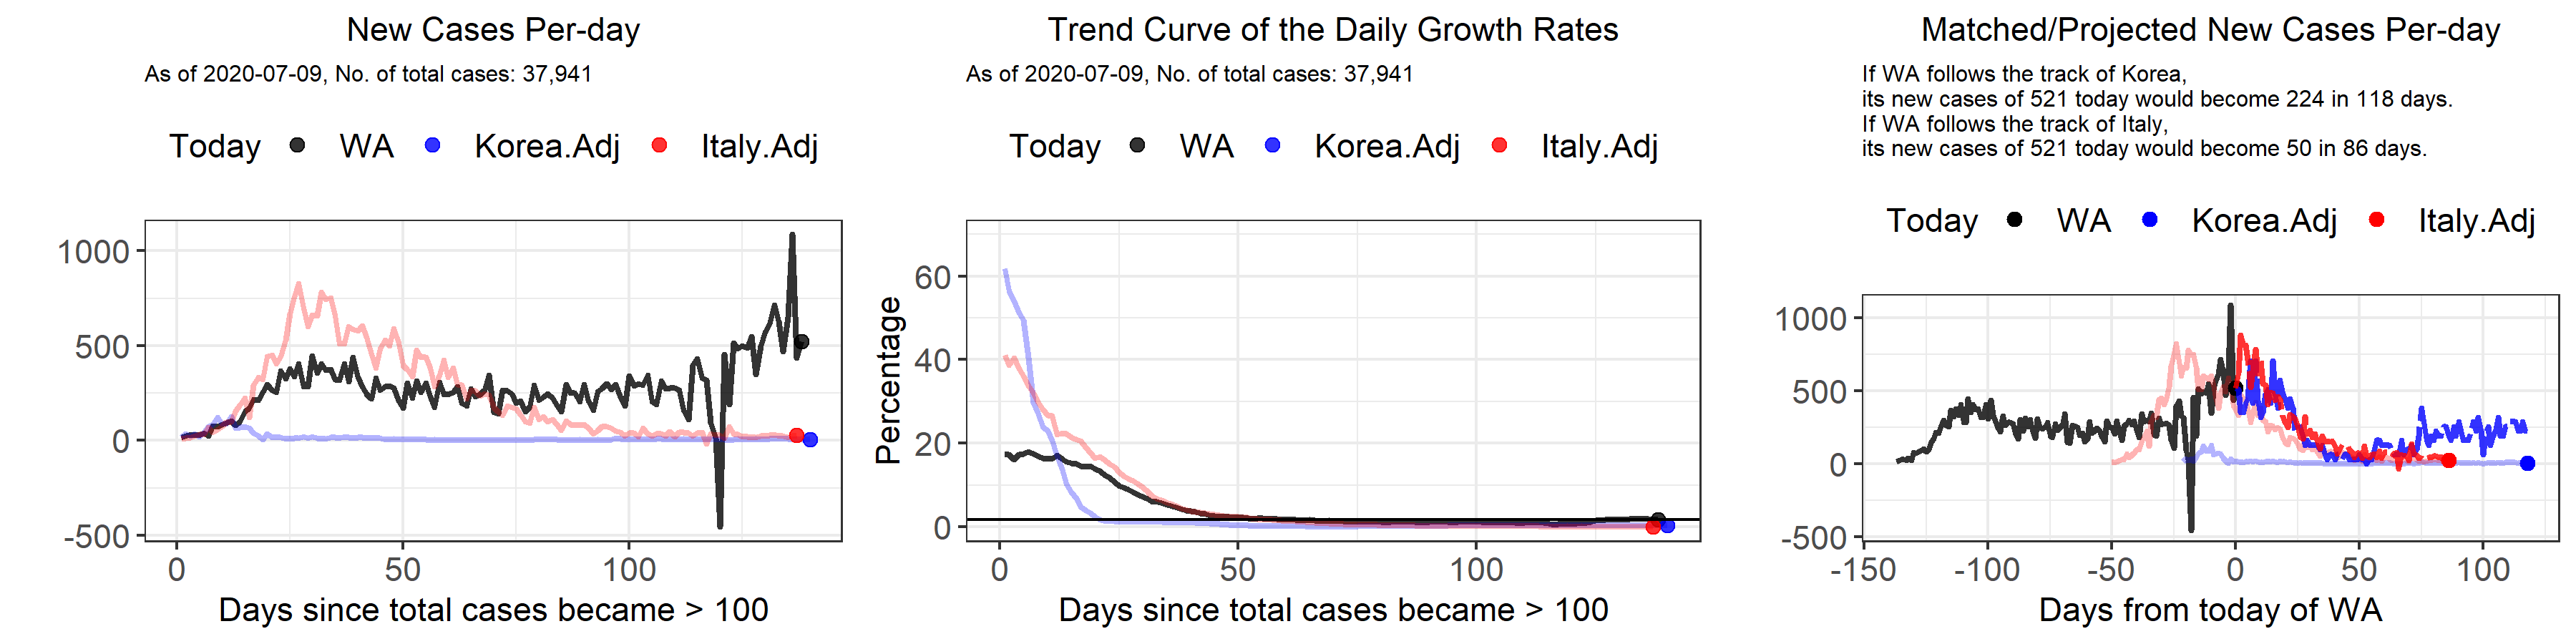 New Cases Per-day
As of 2020-07-09, No. of total cases: 37,941
Today WA Korea.Adj Italy.Adj
1000
500
0
-500
0 50 100
Days since total cases became > 100
Trend Curve of the Daily Growth Rates
As of 2020-07-09, No. of total cases: 37,941
Today WA Korea.Adj Italy.Adj
Percentage
60
40
20
0
0 50 100
Days since total cases became > 100
Matched/Projected New Cases Per-day
If WA follows the track of Korea,
its new cases of 521 today would become 224 in 118 days.
If WA follows the track of Italy,
its new cases of 521 today would become 50 in 86 days.
Today WA Korea.Adj Italy.Adj
1000
500
0
-500
-150 -100 -50 0 50 100
Days from today of WA